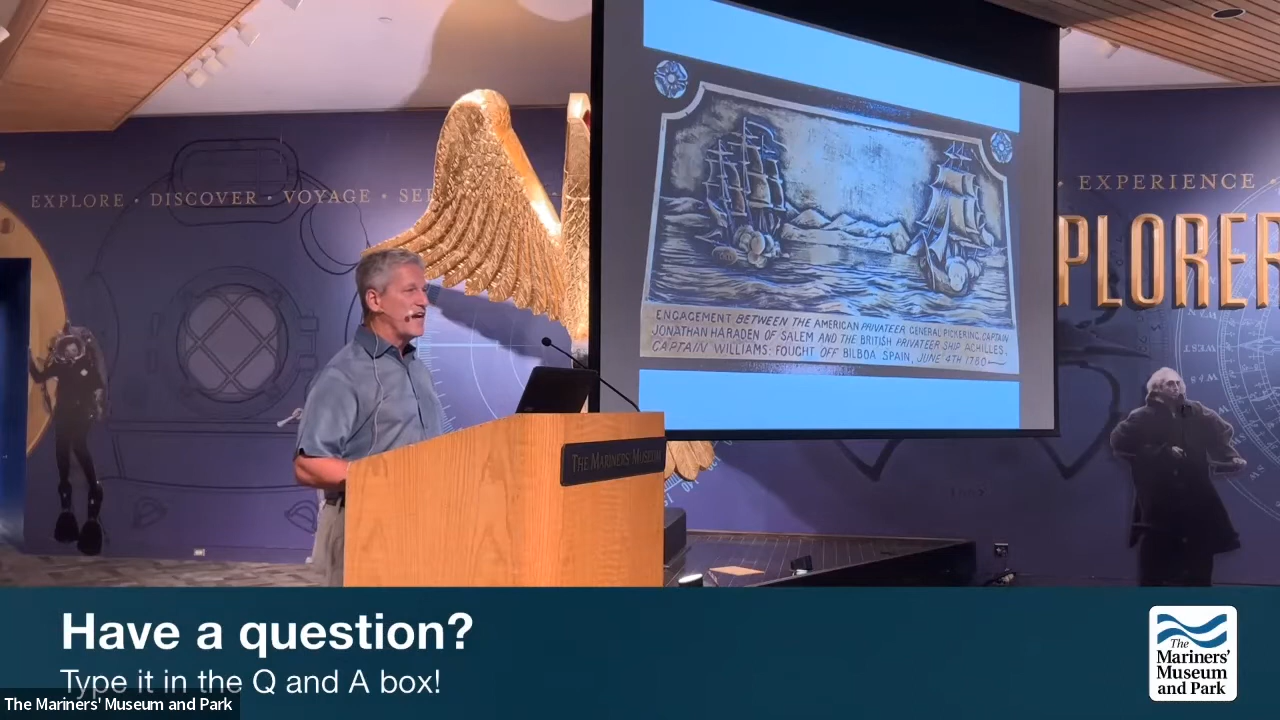 EXPLORE · DISCOVER · VOYAGE · SE
· EXPERIENCE ·
PLORER
ENGAGEMENT BETWEEN THE AMERICAN PRIVATEER GENERAL PICKERING, CAPTAIN
JONATHAN HARADEN OF SALEM AND THE BRITISH PRIVATEER SHIP ACHILLES.
CAPTAIN WILLIAMS: FOUGHT OFF BILBOA SPAIN, JUNE 4TH 1780
THE MARINERS' MUSEUM
WEST
Have a question?
Type it in the Q and A box!
The Mariners' Museum and Park
The
Mariners'
Museum
and Park